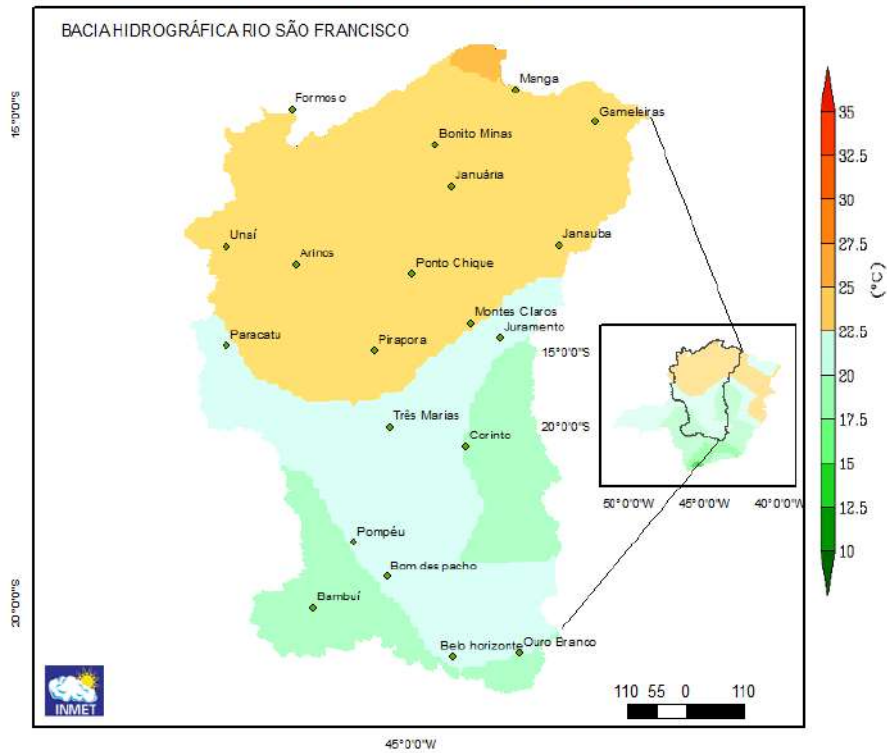 BACIA HIDROGRÁFICA RIO SÃO FRANCISCO
Manga
Formoso
Gameleiras
Bonito Minas
Januária
Unaí
Janauba
Arinos
Ponto Chique
Montes Claros
Juramento
Paracatu
Pirapora
Três Marias
Corinto
Pompéu
Bom despacho
Bambuí
Belo horizonte
Ouro Branco
15°0'0"S
20°0'0"S
45°0'0"W
15°0'0"S
20°0'0"S
50°0'0"W 45°0'0"W 40°0'0"W
110 55 0 110
INMET
35
32.5
30
27.5
25
22.5
20
17.5
15
12.5
10
(°C)